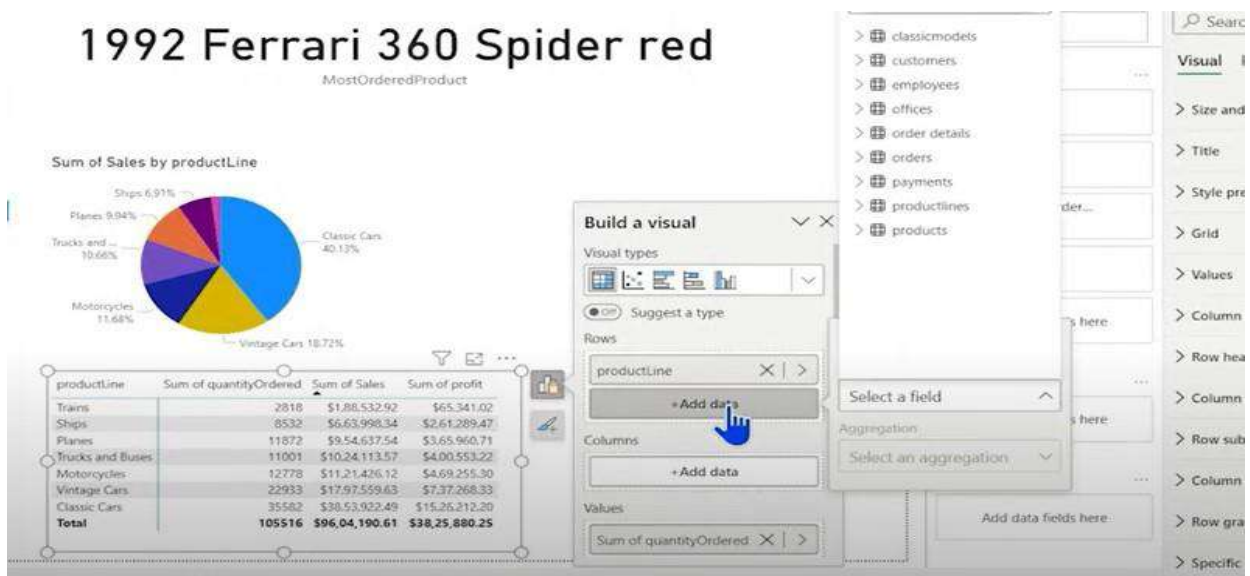 1992 Ferrari 360 Spider red
MostOrderedProduct
Sum of Sales by productLine
Ships 6.91%
Planes 9.94%
Trucks and ...
10.66%
Motorcycles
11.68%
Classic Cars
40.13%
Vintage Cars 18.72%
productLine Sum of quantityOrdered Sum of Sales Sum of profit
Trains 2818 $1,88,532.92 $65,341.02
Ships 8532 $6,63,998.34 $2,61,289.47
Planes 11872 $9,54,637.54 $3,65,960.71
Trucks and Buses 11001 $10,24,113.57 $4,00,553.22
Motorcycles 12778 $11,21,426.12 $4,69,255.30
Vintage Cars 22933 $17,97,559.63 $7,37,268.33
Classic Cars 35582 $38,53,922.49 $15,26,212.20
Total 105516 $96,04,190.61 $38,25,880.25
Build a visual
Visual types
Off Suggest a type
Rows
productLine
+Add data
Columns
+Add data
Values
Sum of quantityOrdered
classicmodels
customers
employees
offices
order details
orders
payments
productlines
products
Select a field
Aggregation
Select an aggregation
der...
s here
s here
Add data fields here
Searc
Visual
Size and
Title
Style pre
Grid
Values
Column
Row hea
Column
Row sub
Column
Row gra
Specific